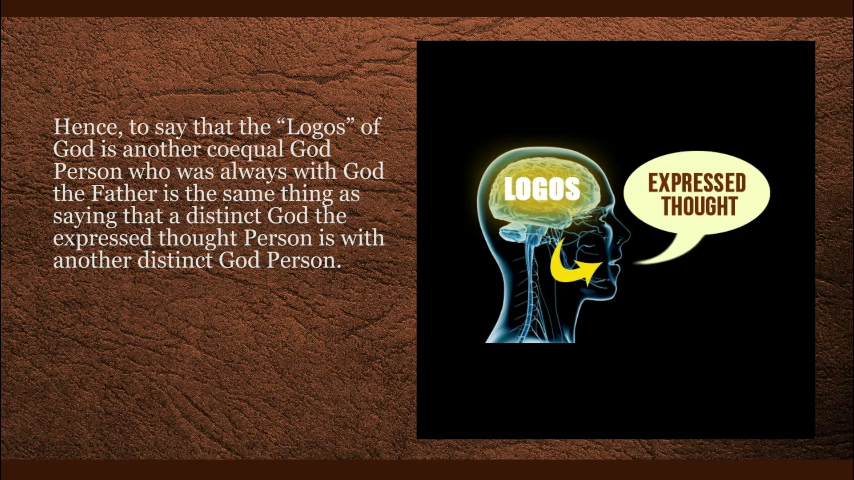 Hence, to say that the “Logos” of
God is another coequal God
Person who was always with God
the Father is the same thing as
saying that a distinct God the
expressed thought Person is with
another distinct God Person.
LOGOS
EXPRESSED
THOUGHT